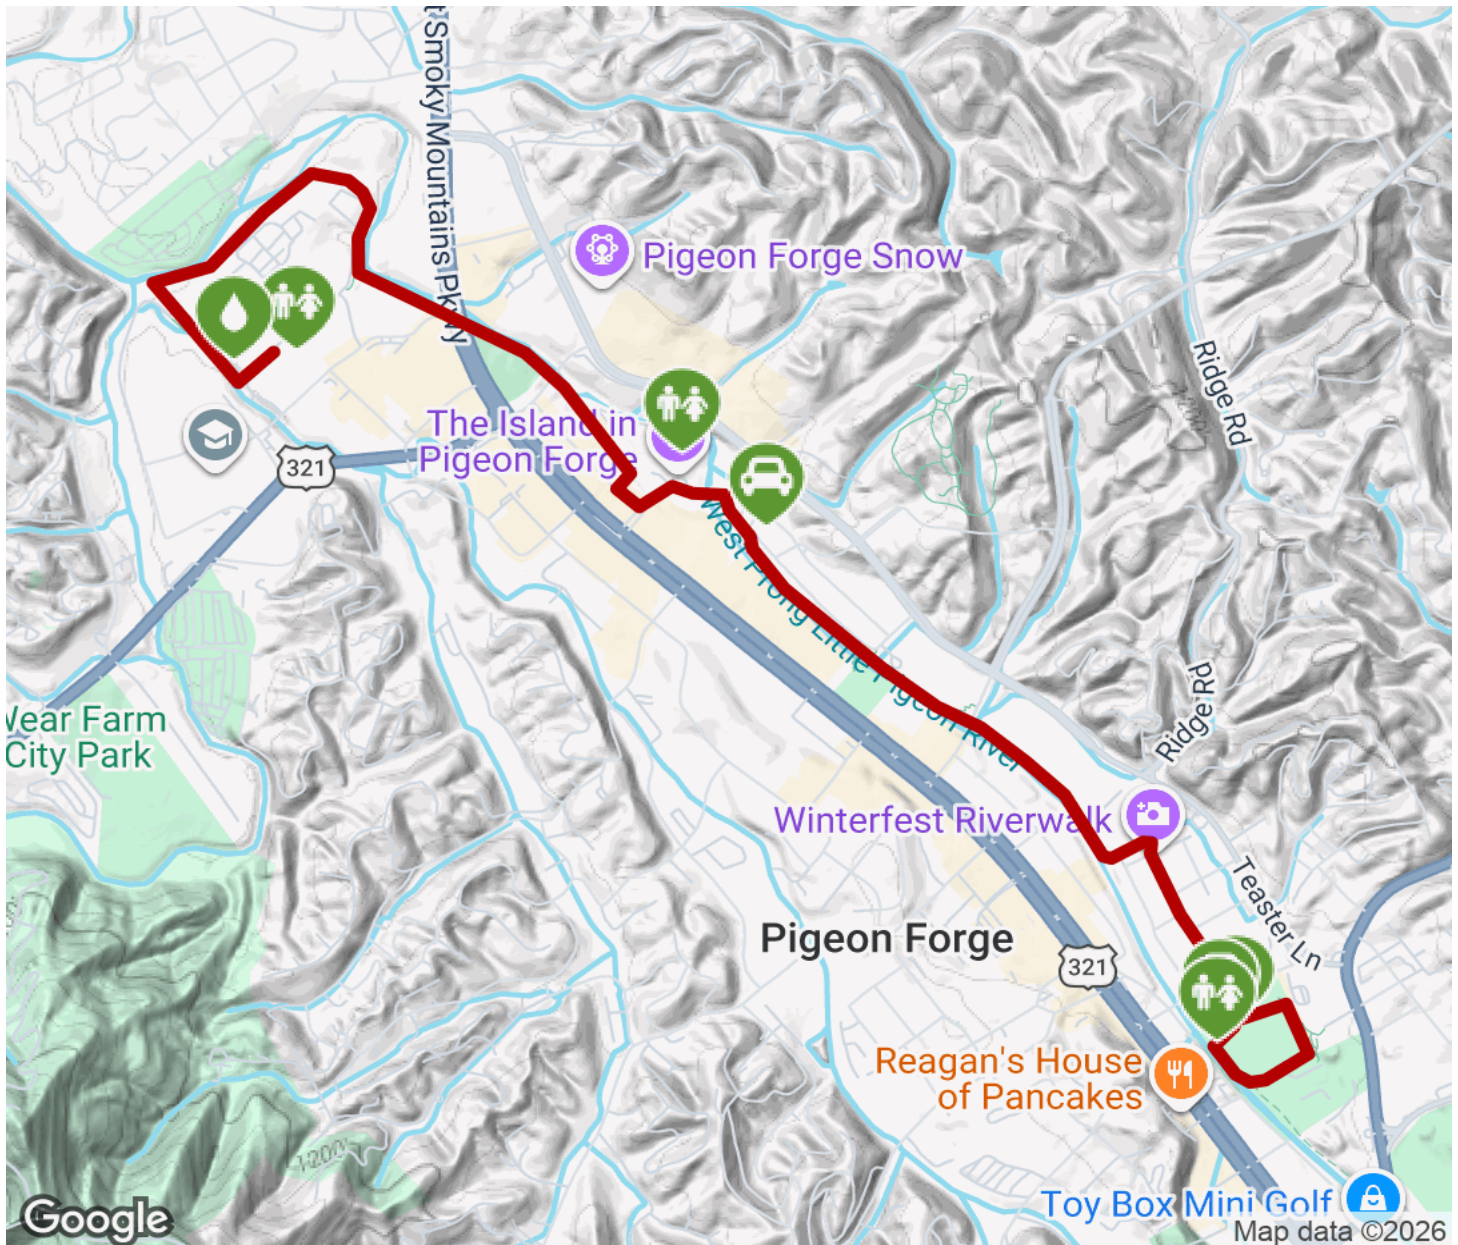 t Smoky Mountains Pkwy
Pigeon Forge Snow
Ridge Rd
The Island in
Pigeon Forge
321
West Prong Little Pigeon River
Wear Farm
City Park
Ridge Rd
Winterfest Riverwalk
Teaster Ln
Pigeon Forge
321
Reagan's House
of Pancakes
1200
Toy Box Mini Golf
Google
Map data ©2026